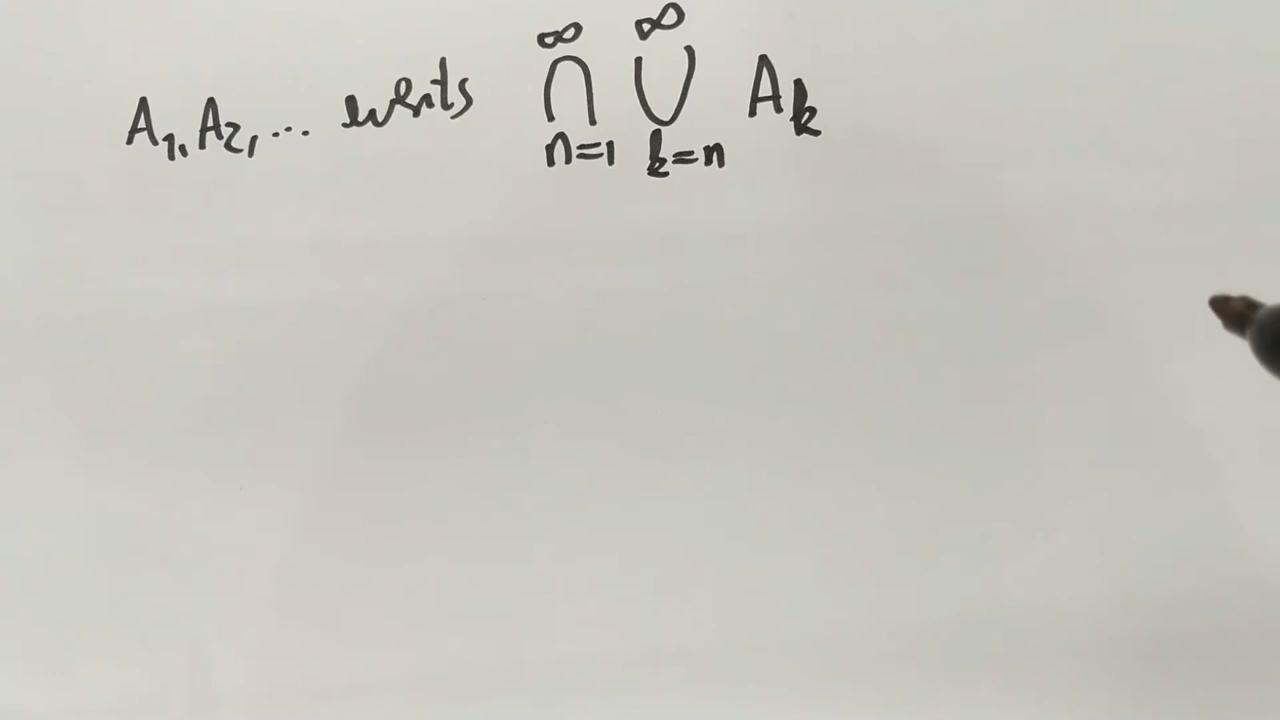 A₁, A₂, ... events ∞⋂n=1 ∞⋃k=n Aₖ